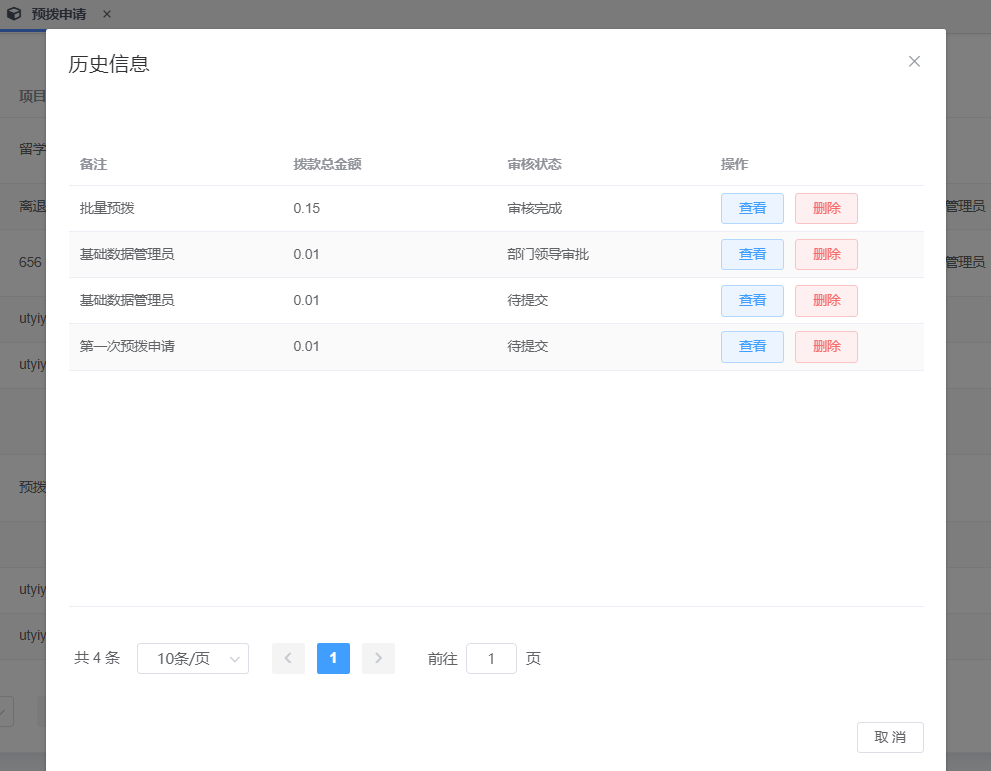 预拨申请
历史信息
项目
备注 拨款总金额 审核状态 操作
留学
批量预拨 0.15 审核完成 查看 删除
离退
管理员
基础数据管理员 0.01 部门领导审批 查看 删除
656
管理员
基础数据管理员 0.01 待提交 查看 删除
utyiy
第一次预拨申请 0.01 待提交 查看 删除
utyiy
预拨
utyiy
utyiy
共 4 条 10条/页 1 前往 1 页
取 消